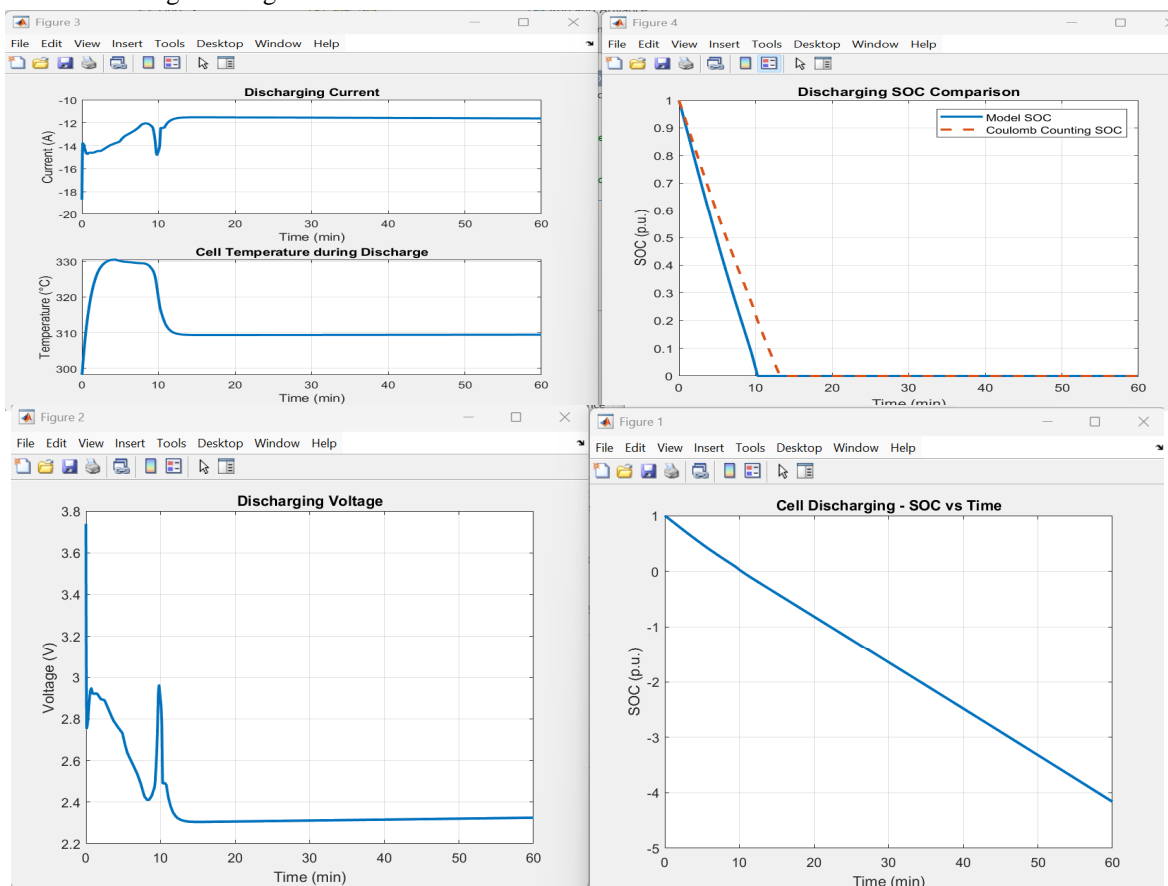 Figure 3
File Edit View Insert Tools Desktop Window Help
Discharging Current
-10
-12
-14
-16
-18
-20
Current (A)
0 10 20 30 40 50 60
Time (min)
Cell Temperature during Discharge
330
320
310
300
Temperature (°C)
0 10 20 30 40 50 60
Time (min)
Figure 4
File Edit View Insert Tools Desktop Window Help
Discharging SOC Comparison
Model SOC
Coulomb Counting SOC
1
0.9
0.8
0.7
0.6
0.5
0.4
0.3
0.2
0.1
0
SOC (p.u.)
0 10 20 30 40 50 60
Time (min)
Figure 2
File Edit View Insert Tools Desktop Window Help
Discharging Voltage
3.8
3.6
3.4
3.2
3
2.8
2.6
2.4
2.2
Voltage (V)
0 10 20 30 40 50 60
Time (min)
Figure 1
File Edit View Insert Tools Desktop Window Help
Cell Discharging - SOC vs Time
1
0
-1
-2
-3
-4
-5
SOC (p.u.)
0 10 20 30 40 50 60
Time (min)